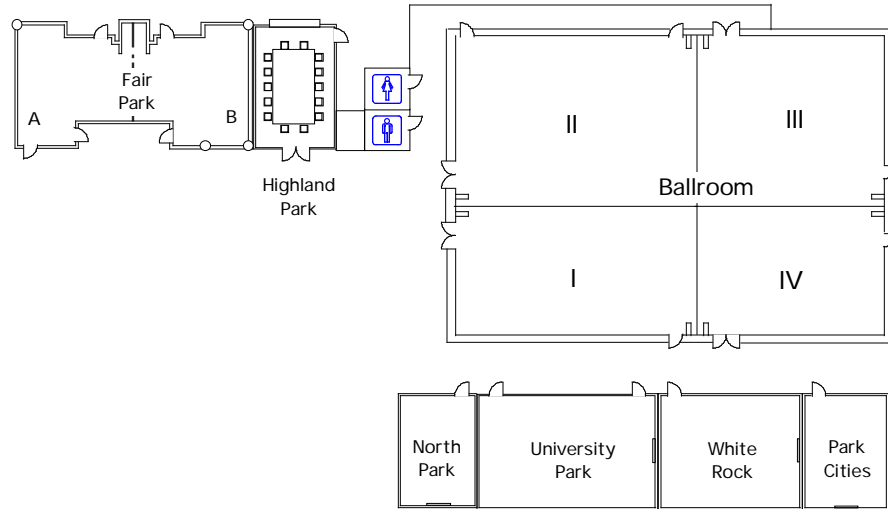 Fair
Park
A
B
Highland
Park
II
III
Ballroom
I
IV
North
Park
University
Park
White
Rock
Park
Cities